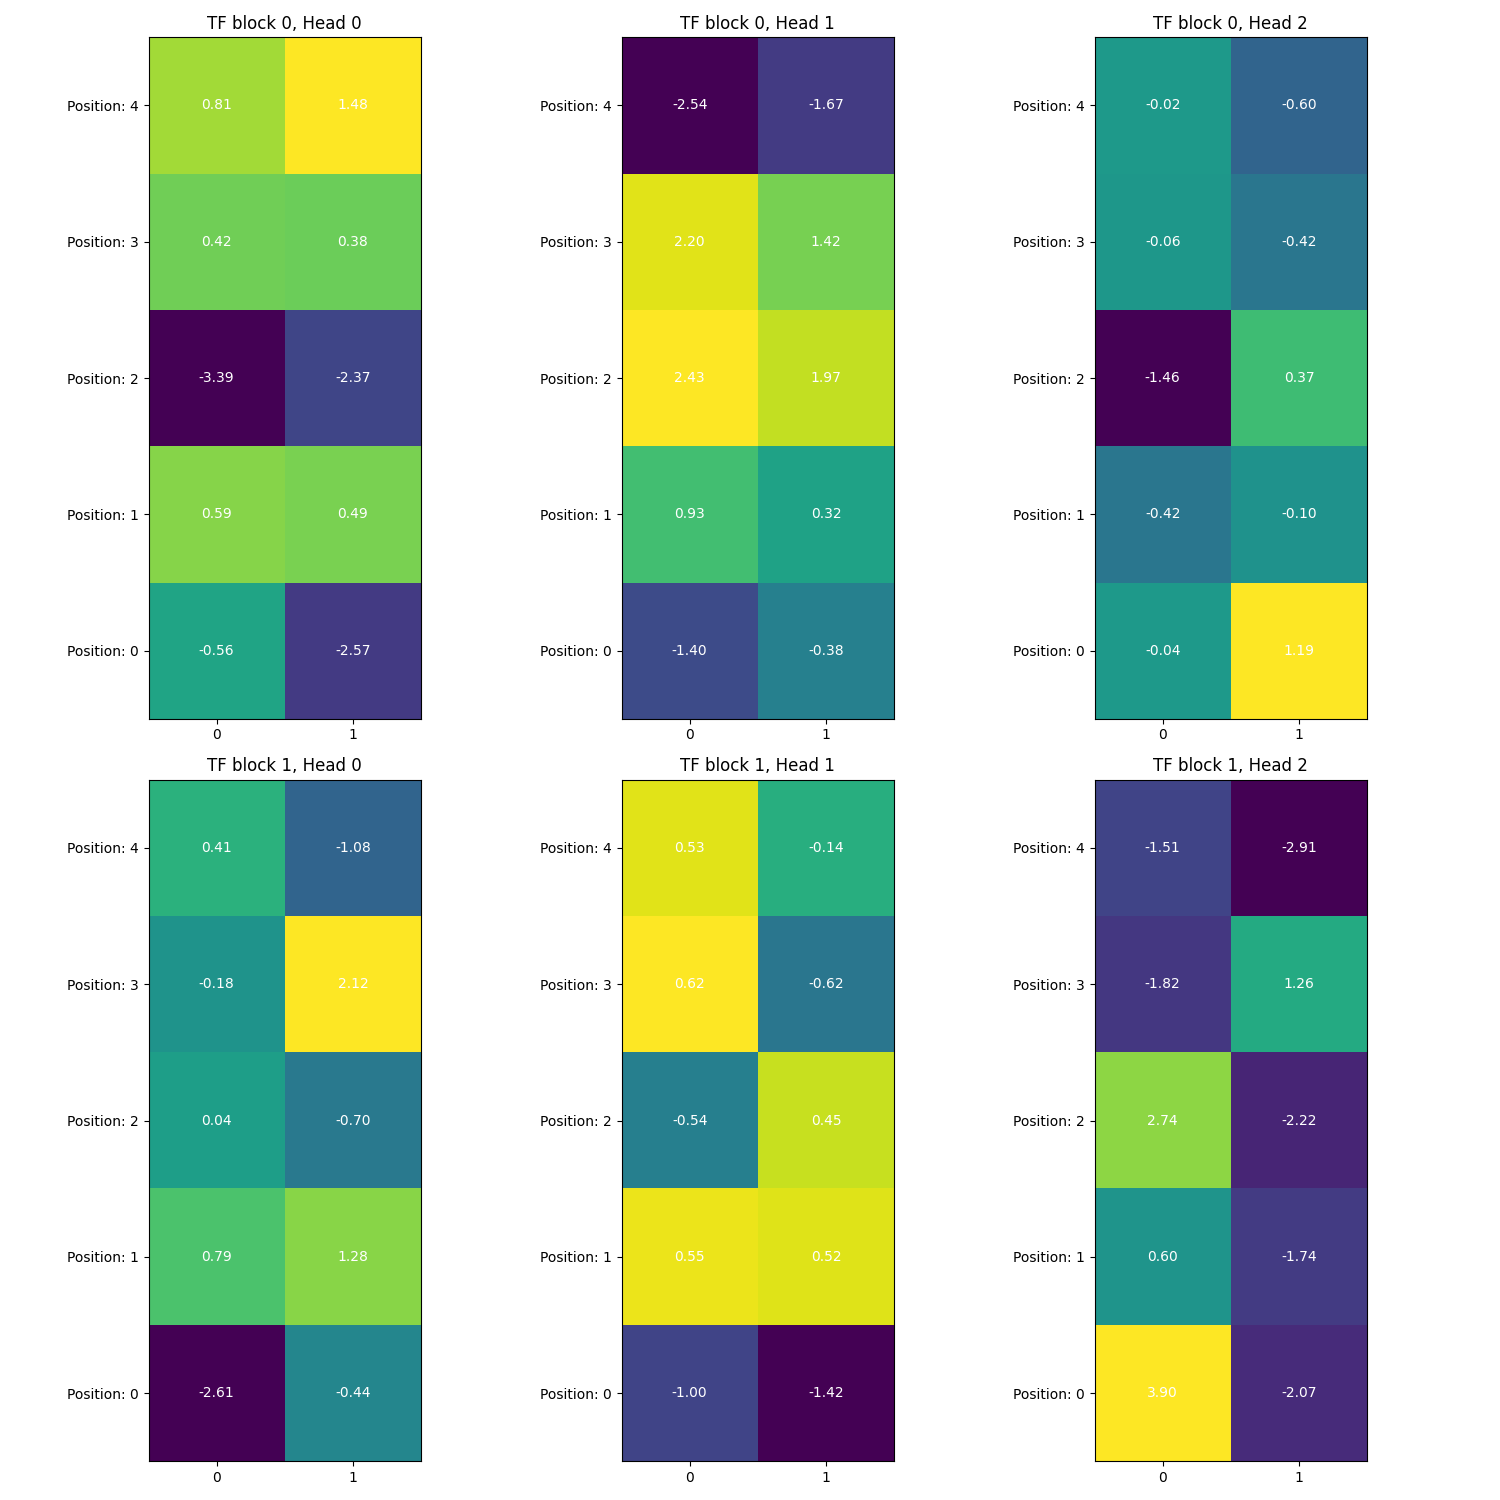 TF block 0, Head 0
Position: 4 0.81 1.48
Position: 3 0.42 0.38
Position: 2 -3.39 -2.37
Position: 1 0.59 0.49
Position: 0 -0.56 -2.57
0 1
TF block 0, Head 1
Position: 4 -2.54 -1.67
Position: 3 2.20 1.42
Position: 2 2.43 1.97
Position: 1 0.93 0.32
Position: 0 -1.40 -0.38
0 1
TF block 0, Head 2
Position: 4 -0.02 -0.60
Position: 3 -0.06 -0.42
Position: 2 -1.46 0.37
Position: 1 -0.42 -0.10
Position: 0 -0.04 1.19
0 1
TF block 1, Head 0
Position: 4 0.41 -1.08
Position: 3 -0.18 2.12
Position: 2 0.04 -0.70
Position: 1 0.79 1.28
Position: 0 -2.61 -0.44
0 1
TF block 1, Head 1
Position: 4 0.53 -0.14
Position: 3 0.62 -0.62
Position: 2 -0.54 0.45
Position: 1 0.55 0.52
Position: 0 -1.00 -1.42
0 1
TF block 1, Head 2
Position: 4 -1.51 -2.91
Position: 3 -1.82 1.26
Position: 2 2.74 -2.22
Position: 1 0.60 -1.74
Position: 0 3.90 -2.07
0 1